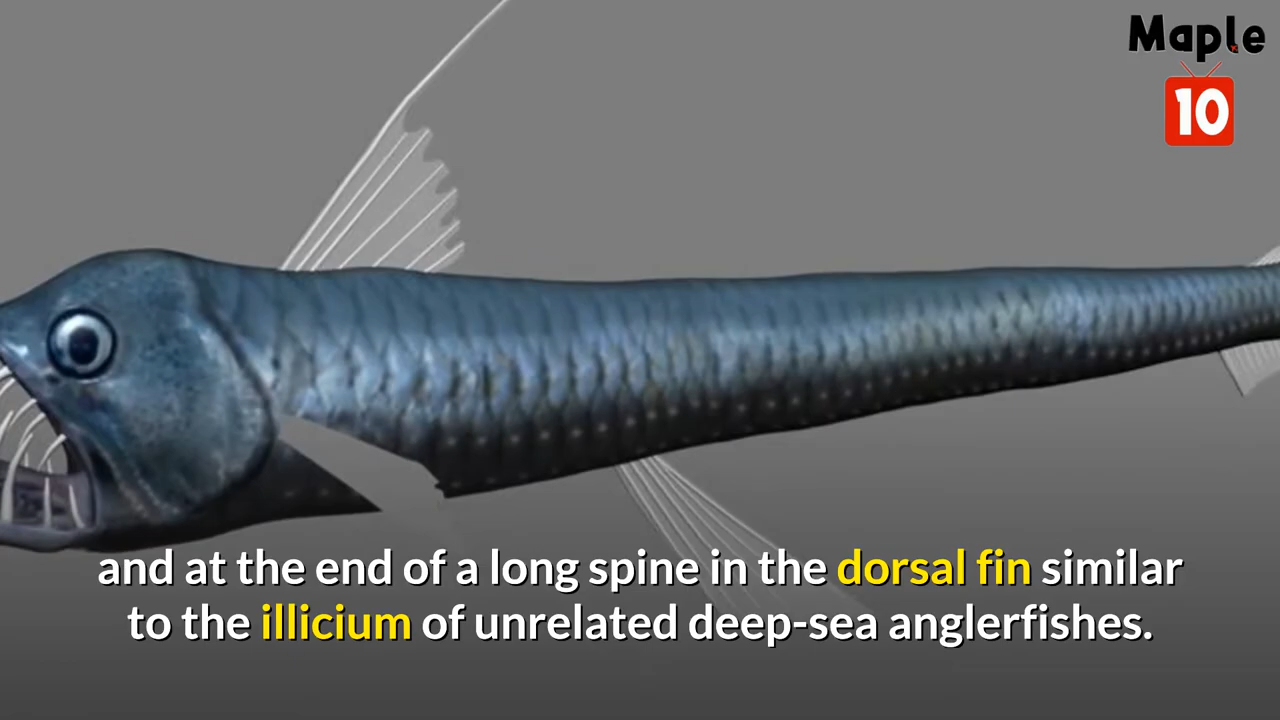 Maple
10
and at the end of a long spine in the dorsal fin similar
to the illicium of unrelated deep-sea anglerfishes.